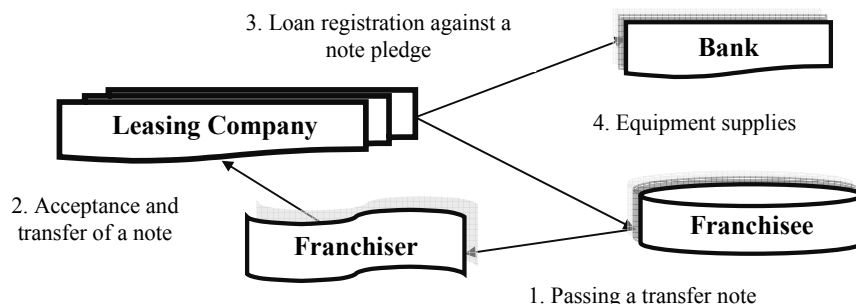 3. Loan registration against a
note pledge
Bank
Leasing Company
4. Equipment supplies
2. Acceptance and
transfer of a note
Franchiser
Franchisee
1. Passing a transfer note